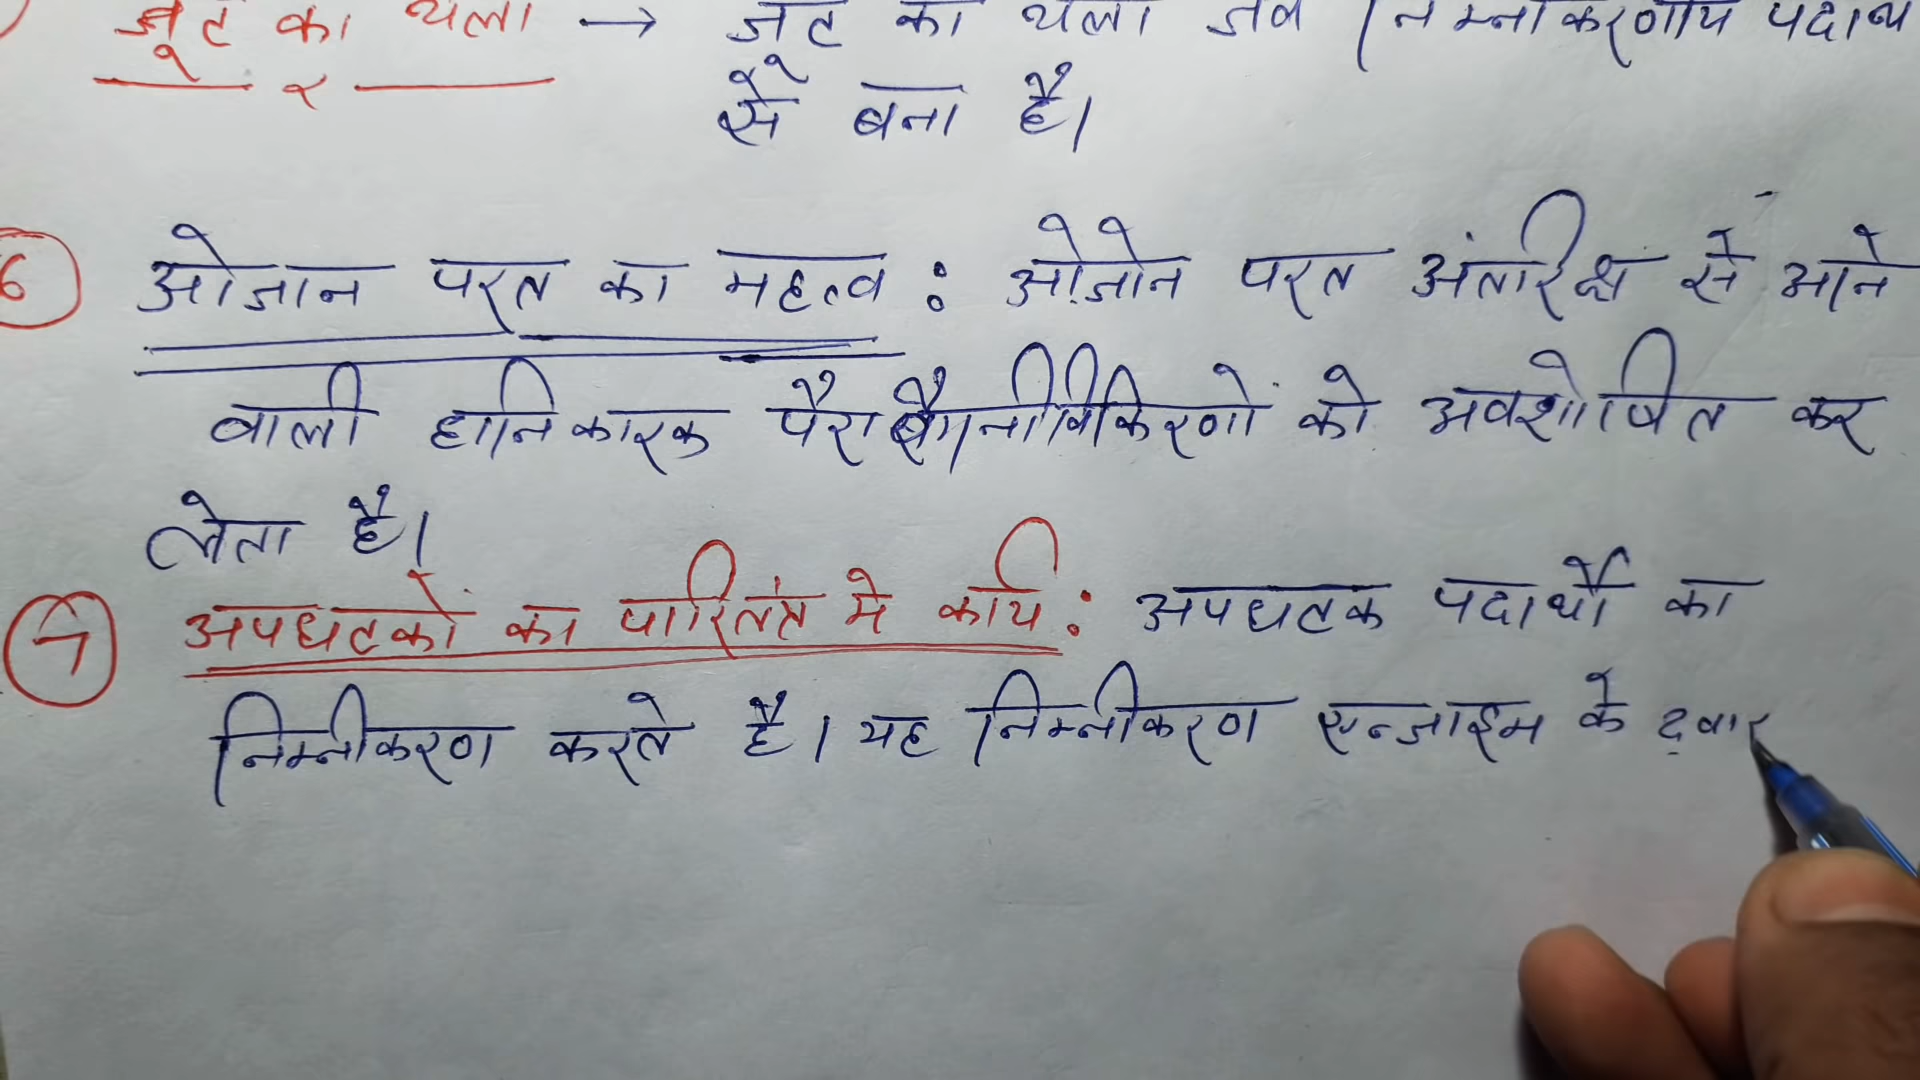 जूट का थैला → जूट का थैला जैव निम्नीकरणीय पदार्थ
से बना है।
6 ओजोन परत का महत्व : ओजोन परत अंतरिक्ष से आने
वाली हानिकारक पैराबैगनी विकिरणों को अवशोषित कर
लेता है।
7 अपघटकों का पारितंत्र मे कार्य : अपघटक पदार्थों का
निम्नीकरण करते है। यह निम्नीकरण एन्जाइम के द्वार